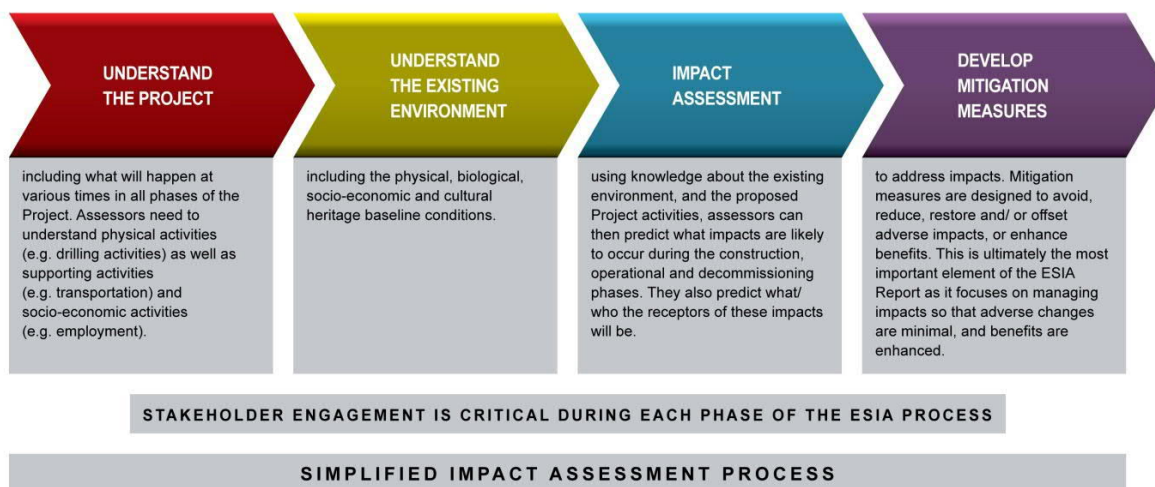 UNDERSTAND
THE PROJECT
including what will happen at
various times in all phases of the
Project. Assessors need to
understand physical activities
(e.g. drilling activities) as well as
supporting activities
(e.g. transportation) and
socio-economic activities
(e.g. employment).
UNDERSTAND
THE EXISTING
ENVIRONMENT
including the physical, biological,
socio-economic and cultural
heritage baseline conditions.
IMPACT
ASSESSMENT
using knowledge about the existing
environment, and the proposed
Project activities, assessors can
then predict what impacts are likely
to occur during the construction,
operational and decommissioning
phases. They also predict what/
who the receptors of these impacts
will be.
DEVELOP
MITIGATION
MEASURES
to address impacts. Mitigation
measures are designed to avoid,
reduce, restore and/ or offset
adverse impacts, or enhance
benefits. This is ultimately the most
important element of the ESIA
Report as it focuses on managing
impacts so that adverse changes
are minimal, and benefits are
enhanced.
STAKEHOLDER ENGAGEMENT IS CRITICAL DURING EACH PHASE OF THE ESIA PROCESS
SIMPLIFIED IMPACT ASSESSMENT PROCESS